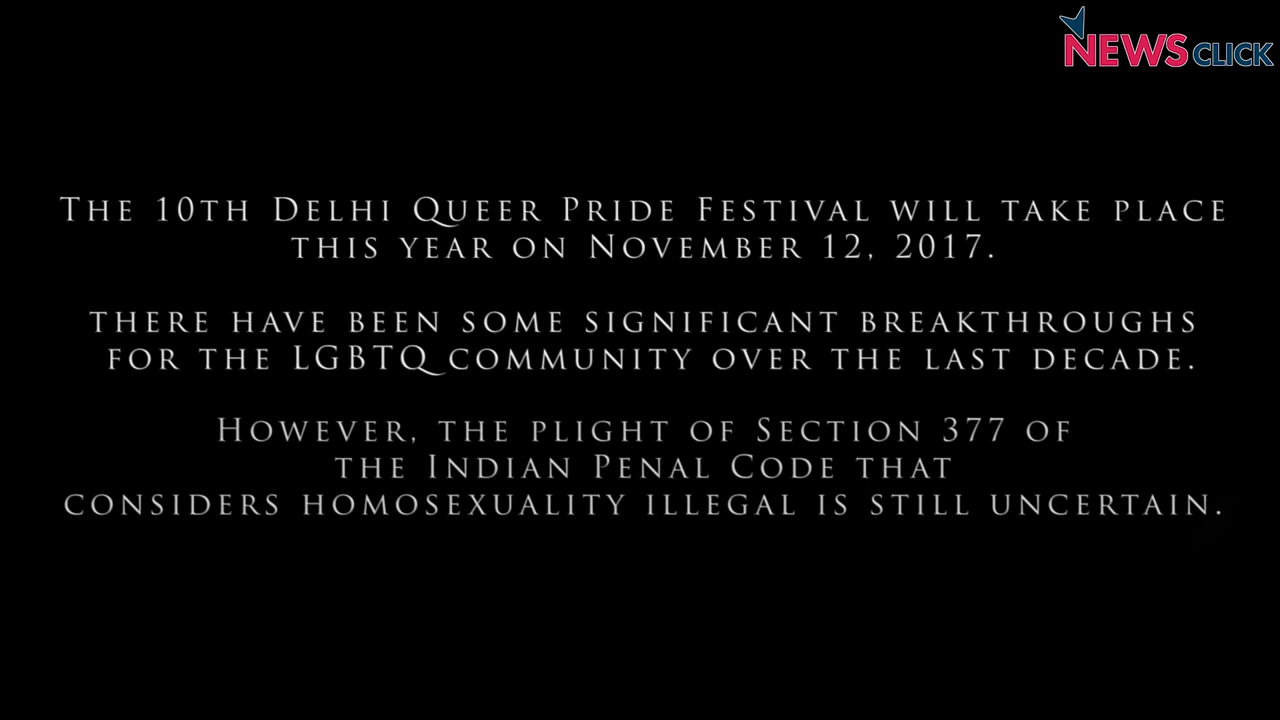 NEWSCLICK
The 10th Delhi Queer Pride Festival will take place
this year on November 12, 2017.
there have been some significant breakthroughs
for the LGBTQ community over the last decade.
However, the plight of Section 377 of
the Indian Penal Code that
considers homosexuality illegal is still uncertain.